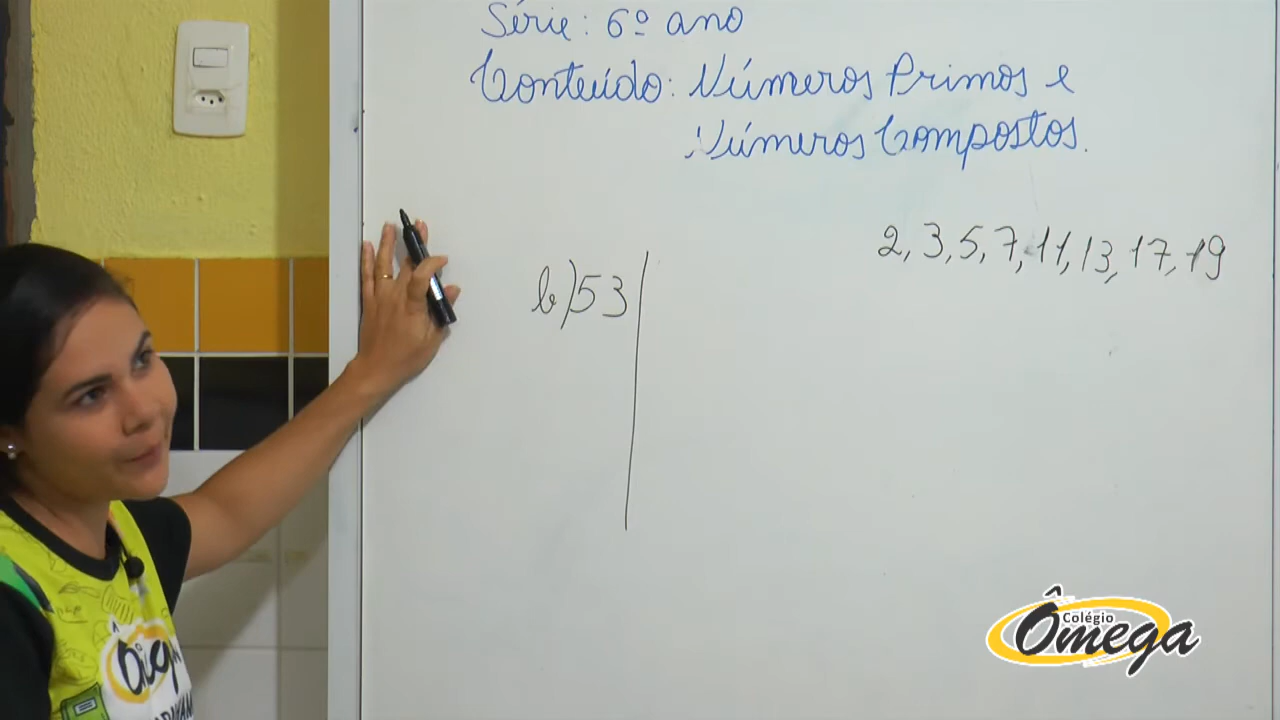 Série: 6º ano
Conteúdo: Números Primos e
Números Compostos.
2, 3, 5, 7, 11, 13, 17, 19
b) 53
Colégio
Ômega